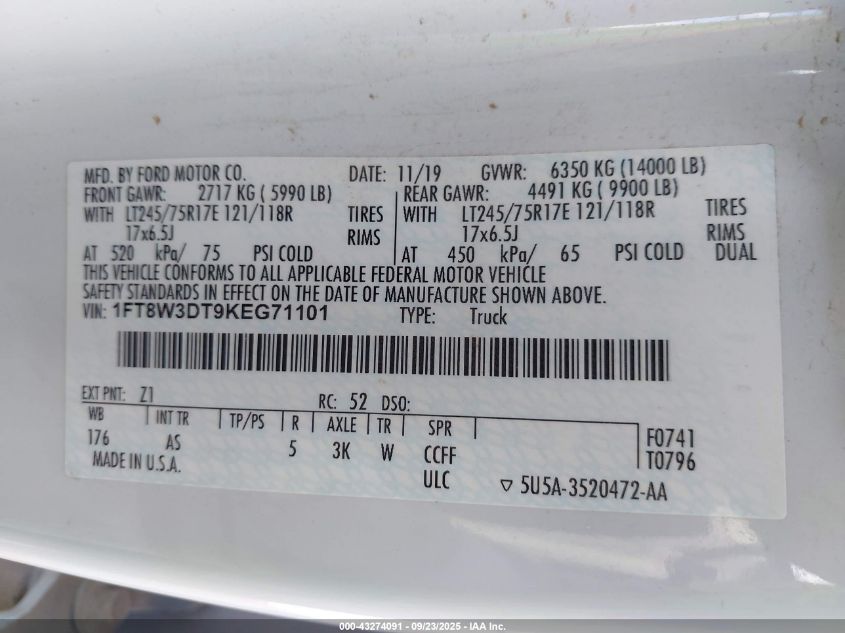 MFD. BY FORD MOTOR CO. DATE: 11/19 GVWR: 6350 KG (14000 LB)
FRONT GAWR: 2717 KG ( 5990 LB) REAR GAWR: 4491 KG ( 9900 LB)
WITH LT245/75R17E 121/118R TIRES WITH LT245/75R17E 121/118R TIRES
17x6.5J RIMS 17x6.5J RIMS
AT 520 kPa/ 75 PSI COLD AT 450 kPa/ 65 PSI COLD DUAL
THIS VEHICLE CONFORMS TO ALL APPLICABLE FEDERAL MOTOR VEHICLE
SAFETY STANDARDS IN EFFECT ON THE DATE OF MANUFACTURE SHOWN ABOVE.
VIN: 1FT8W3DT9KEG71101 TYPE: Truck
EXT PNT: Z1 RC: 52 DSO:
WB INT TR TP/PS R AXLE TR SPR
176 AS 5 3K W CCFF F0741
MADE IN U.S.A. ULC T0796
5U5A-3520472-AA
000-43274091 - 09/23/2025 - IAA Inc.